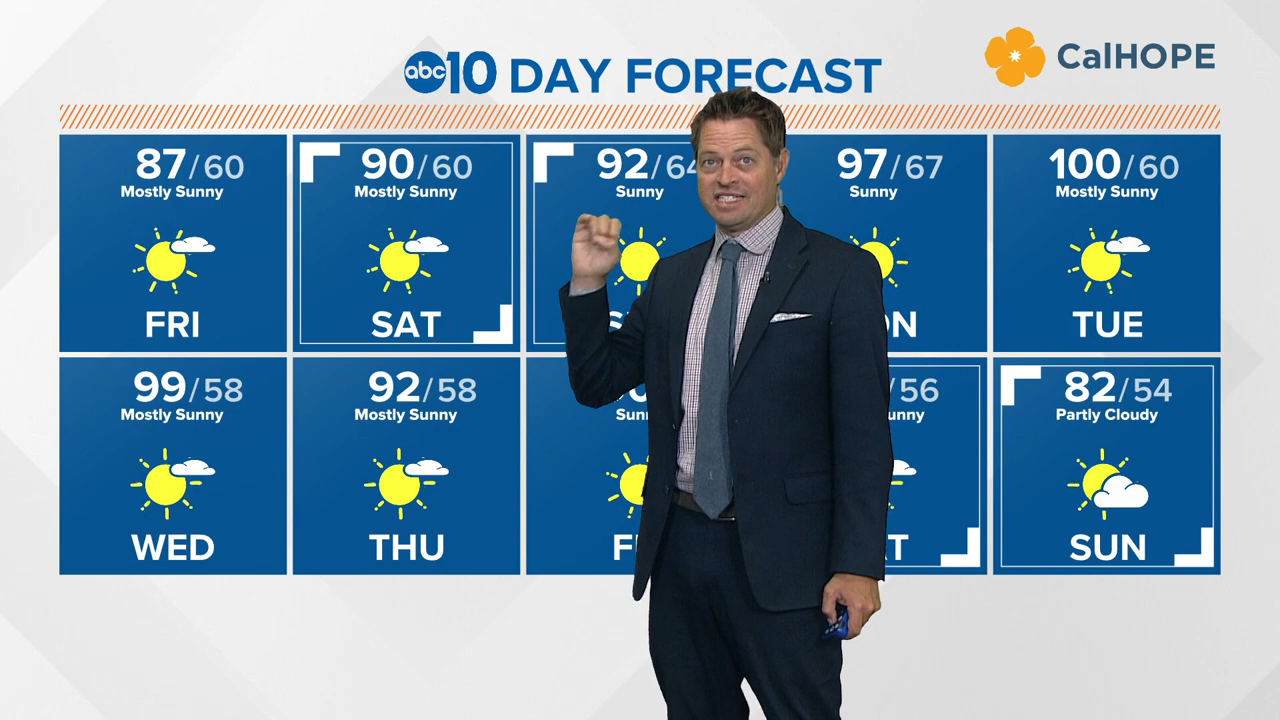 abc10 DAY FORECAST
CalHOPE
87/60
Mostly Sunny
FRI
90/60
Mostly Sunny
SAT
92/64
Sunny
97/67
Sunny
100/60
Mostly Sunny
TUE
99/58
Mostly Sunny
WED
92/58
Mostly Sunny
THU
/56
82/54
Partly Cloudy
SUN